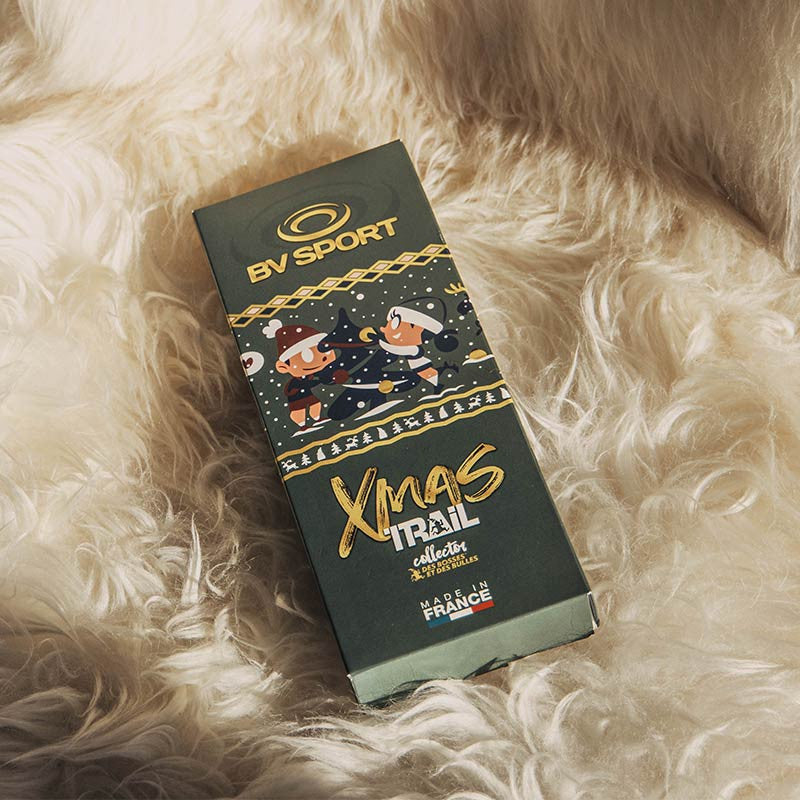 BV SPORT
XMAS
TRAIL
collector
DES BOSSES
ET DES BULLES
MADE IN
FRANCE